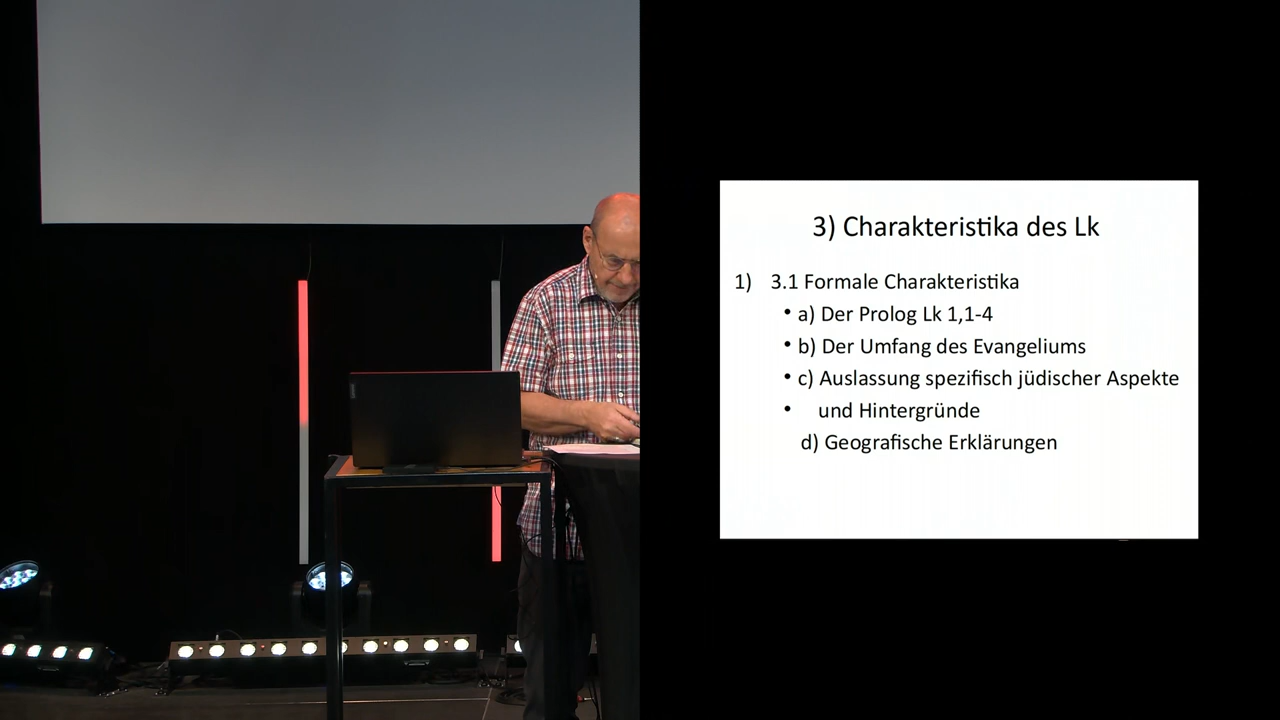 3) Charakteristika des Lk
1) 3.1 Formale Charakteristika
• a) Der Prolog Lk 1,1-4
• b) Der Umfang des Evangeliums
• c) Auslassung spezifisch jüdischer Aspekte
• und Hintergründe
d) Geografische Erklärungen